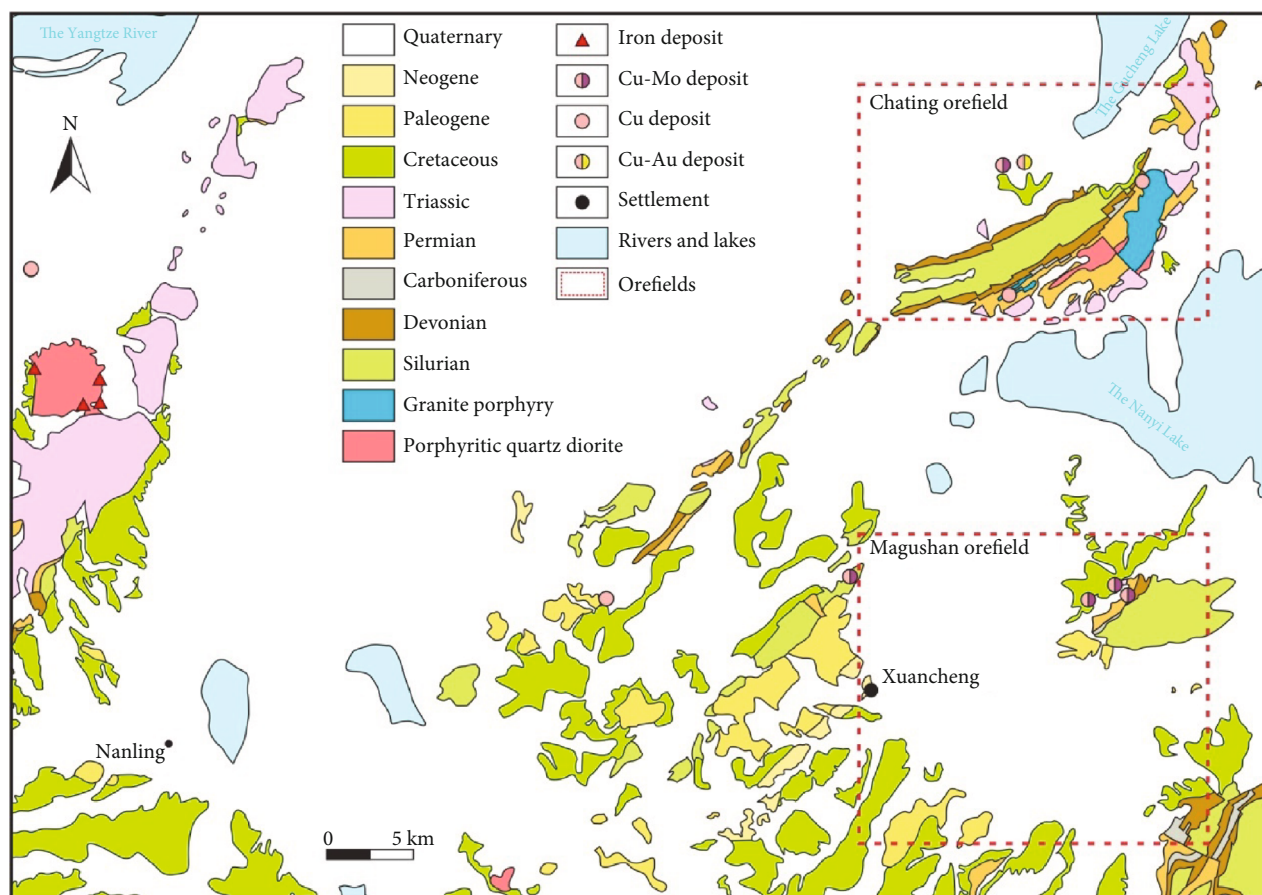 The Yangtze River
N
Quaternary
Neogene
Paleogene
Cretaceous
Triassic
Permian
Carboniferous
Devonian
Silurian
Granite porphyry
Porphyritic quartz diorite
Iron deposit
Cu-Mo deposit
Cu deposit
Cu-Au deposit
Settlement
Rivers and lakes
Orefields
Chating orefield
The Gucheng Lake
The Nanyi Lake
Magushan orefield
Xuancheng
Nanling
0 5 km